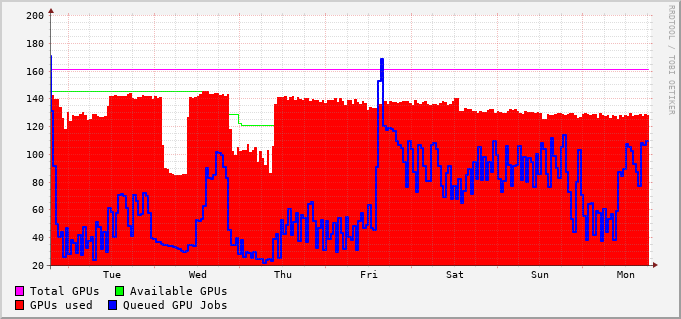 200
180
160
140
120
100
80
60
40
20
Tue Wed Thu Fri Sat Sun Mon
Total GPUs Available GPUs
GPUs used Queued GPU Jobs
RRDTOOL / TOBI OETIKER